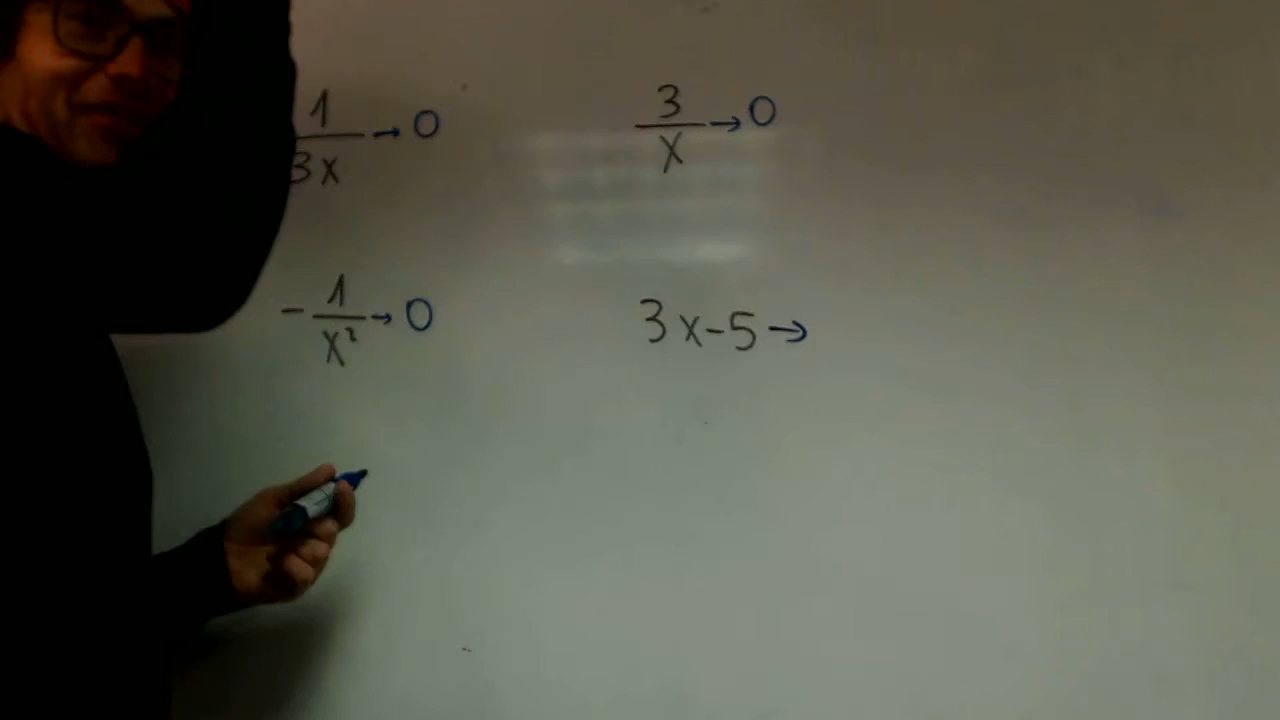 1/3x → 0
3/x → 0
-1/x² → 0
3x-5 →